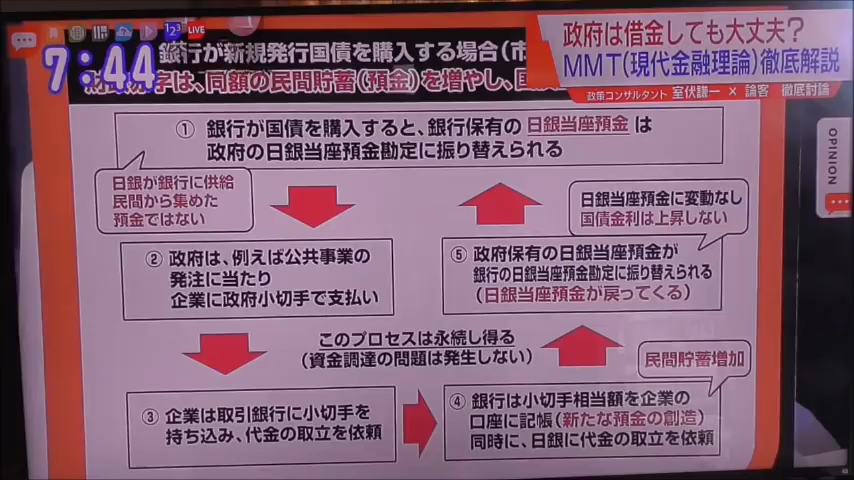 LIVE
7:44
政府は借金しても大丈夫?
MMT(現代金融理論)徹底解説
政策コンサルタント 室伏謙一 × 論客 徹底討論
銀行が新規発行国債を購入する場合(市
字は、同額の民間貯蓄(預金)を増やし、国
OPINION
① 銀行が国債を購入すると、銀行保有の 日銀当座預金 は
政府の日銀当座預金勘定に振り替えられる
日銀が銀行に供給
民間から集めた
預金ではない
日銀当座預金に変動なし
国債金利は上昇しない
② 政府は、例えば公共事業の
発注に当たり
企業に政府小切手で支払い
⑤ 政府保有の日銀当座預金が
銀行の日銀当座預金勘定に振り替えられる
(日銀当座預金が戻ってくる)
このプロセスは永続し得る
(資金調達の問題は発生しない)
民間貯蓄増加
③ 企業は取引銀行に小切手を
持ち込み、代金の取立を依頼
④ 銀行は小切手相当額を企業の
口座に記帳(新たな預金の創造)
同時に、日銀に代金の取立を依頼